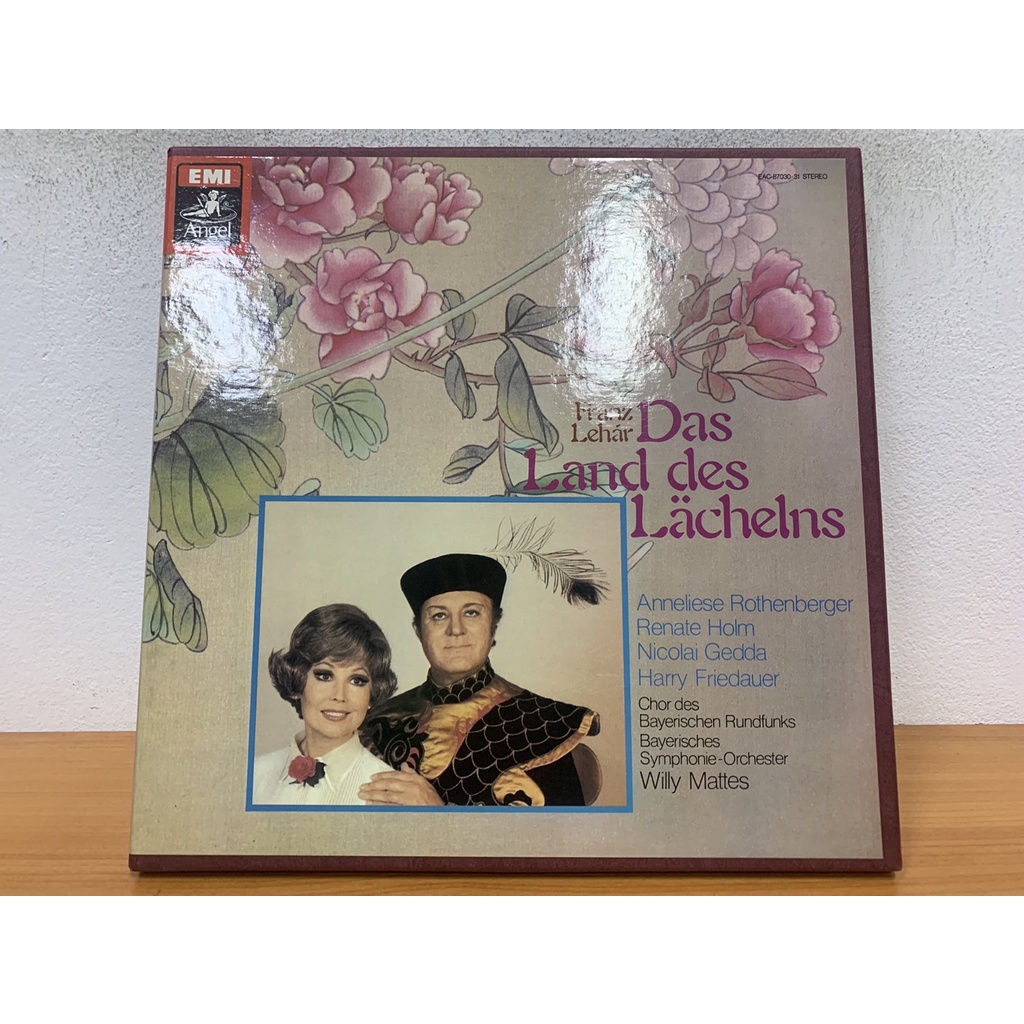 EMI
Angel
EAC-87030-31 STEREO
Franz
Lehár
Das
Land des
Lächelns
Anneliese Rothenberger
Renate Holm
Nicolai Gedda
Harry Friedauer
Chor des
Bayerischen Rundfunks
Bayerisches
Symphonie-Orchester
Willy Mattes